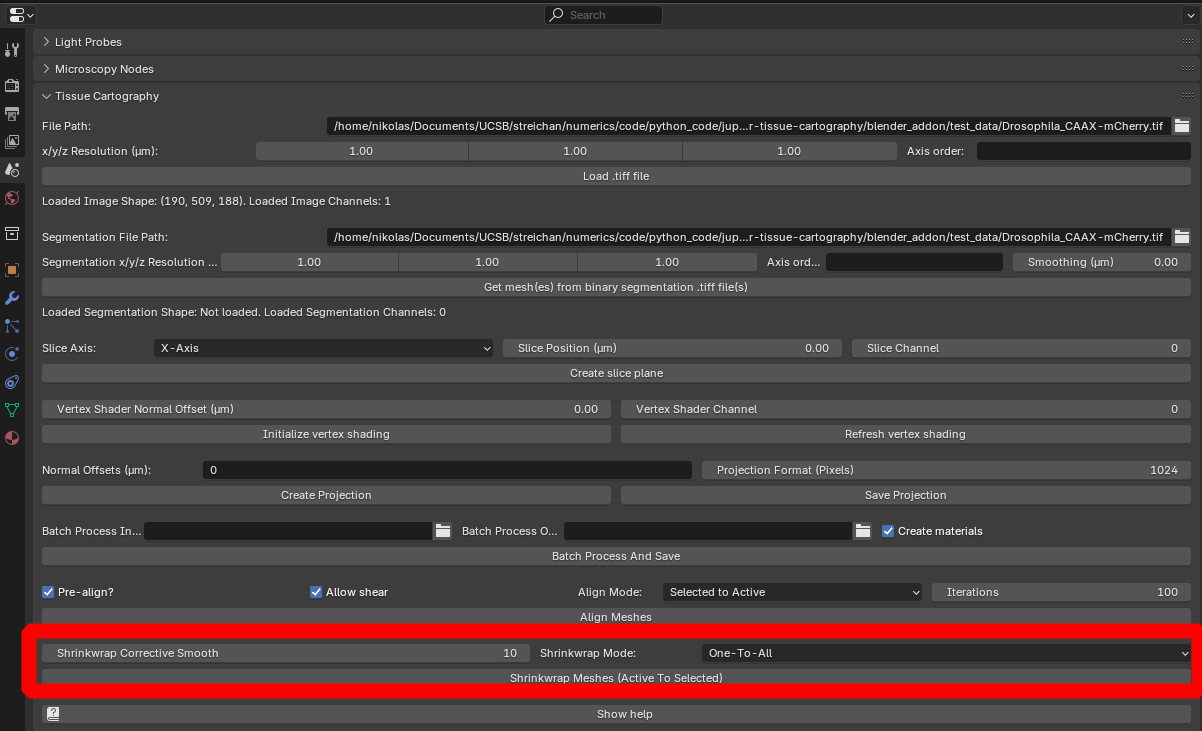 Search
Light Probes
Microscopy Nodes
Tissue Cartography
File Path: /home/nikolas/Documents/UCSB/streichan/numerics/code/python_code/jup...r-tissue-cartography/blender_addon/test_data/Drosophila_CAAX-mCherry.tif
x/y/z Resolution (µm): 1.00 1.00 1.00 Axis order:
Load .tiff file
Loaded Image Shape: (190, 509, 188). Loaded Image Channels: 1
Segmentation File Path: /home/nikolas/Documents/UCSB/streichan/numerics/code/python_code/jup...r-tissue-cartography/blender_addon/test_data/Drosophila_CAAX-mCherry.tif
Segmentation x/y/z Resolution ... 1.00 1.00 1.00 Axis ord... Smoothing (µm) 0.00
Get mesh(es) from binary segmentation .tiff file(s)
Loaded Segmentation Shape: Not loaded. Loaded Segmentation Channels: 0
Slice Axis: X-Axis Slice Position (µm) 0.00 Slice Channel 0
Create slice plane
Vertex Shader Normal Offset (µm) 0.00 Vertex Shader Channel 0
Initialize vertex shading Refresh vertex shading
Normal Offsets (µm): 0 Projection Format (Pixels) 1024
Create Projection Save Projection
Batch Process In... Batch Process O... Create materials
Batch Process And Save
Pre-align? Allow shear Align Mode: Selected to Active Iterations 100
Align Meshes
Shrinkwrap Corrective Smooth 10 Shrinkwrap Mode: One-To-All
Shrinkwrap Meshes (Active To Selected)
? Show help